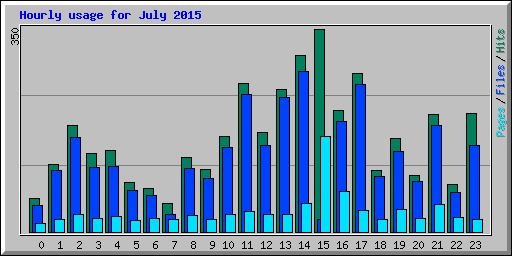 Hourly usage for July 2015
350
Pages / Files / Hits
0 1 2 3 4 5 6 7 8 9 10 11 12 13 14 15 16 17 18 19 20 21 22 23